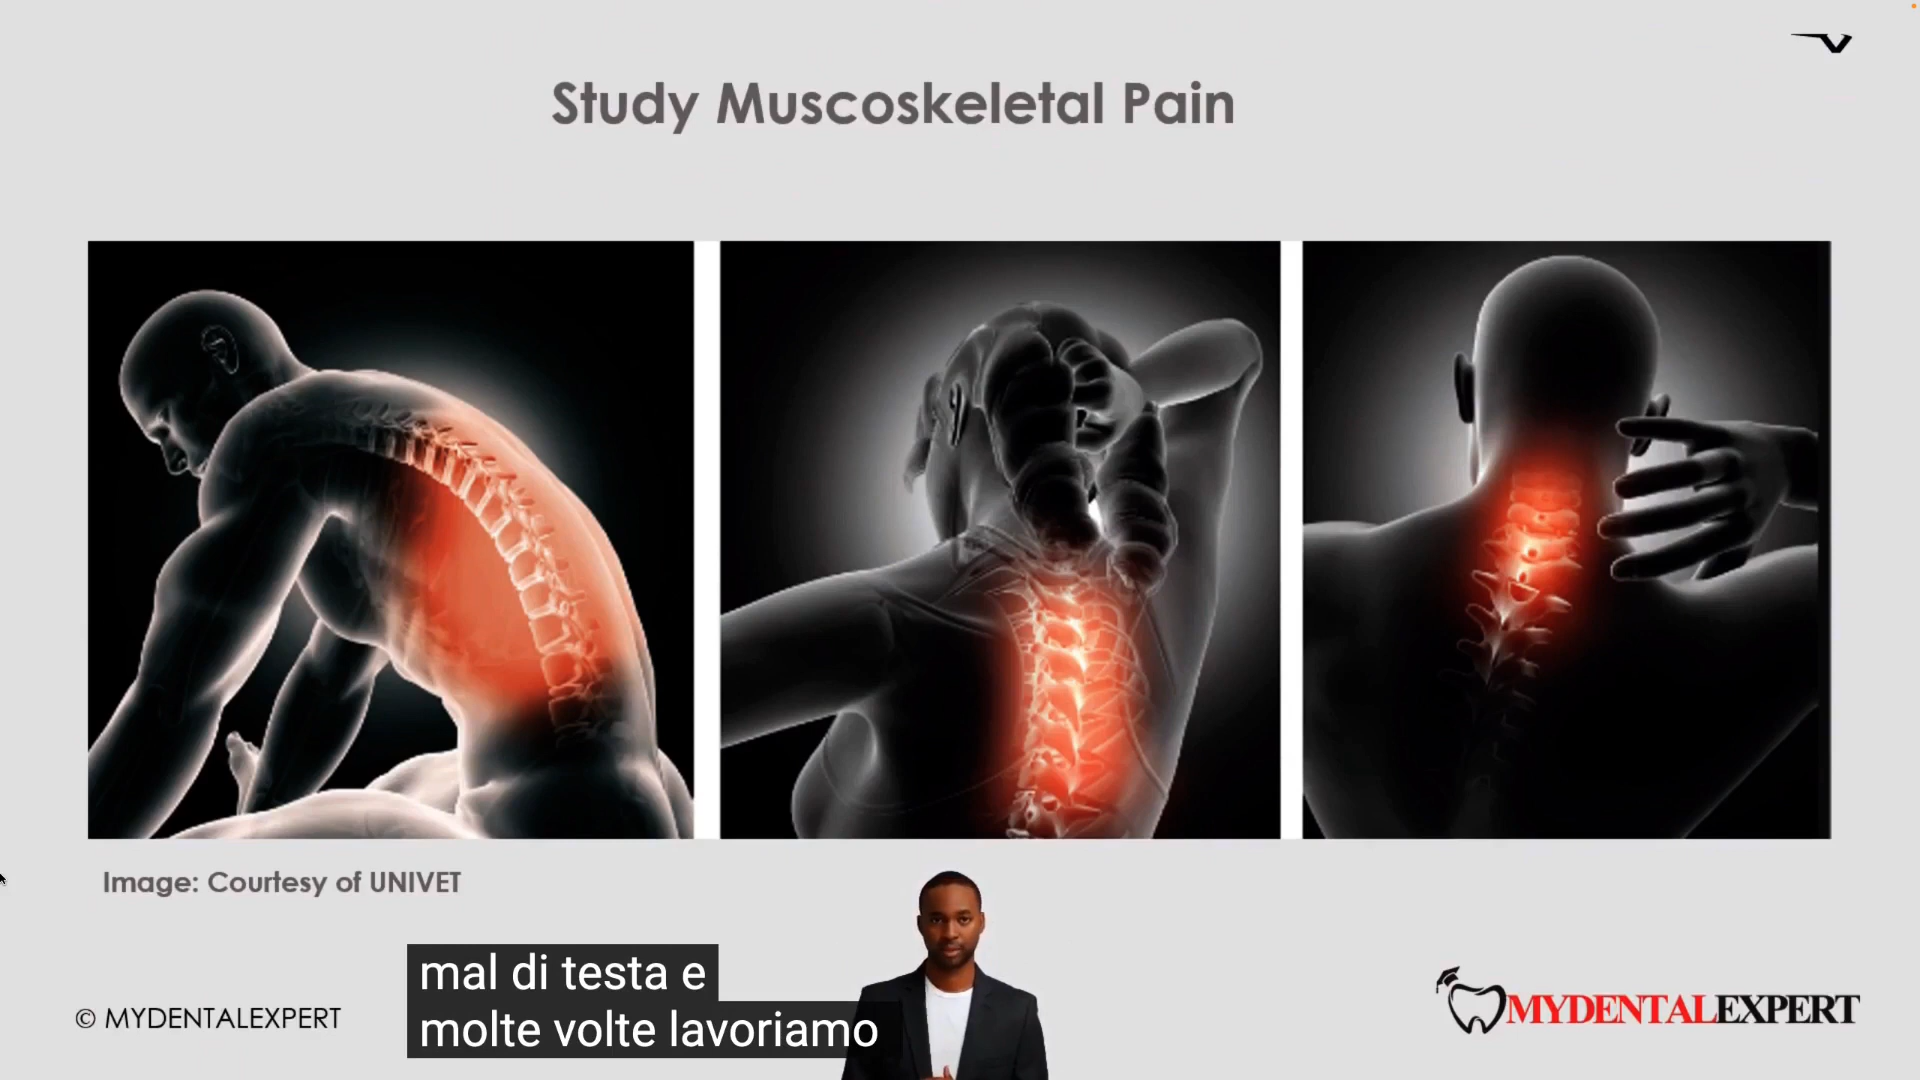 Study Muscoskeletal Pain
Image: Courtesy of UNIVET
mal di testa e
molte volte lavoriamo
© MYDENTALEXPERT
MYDENTALEXPERT